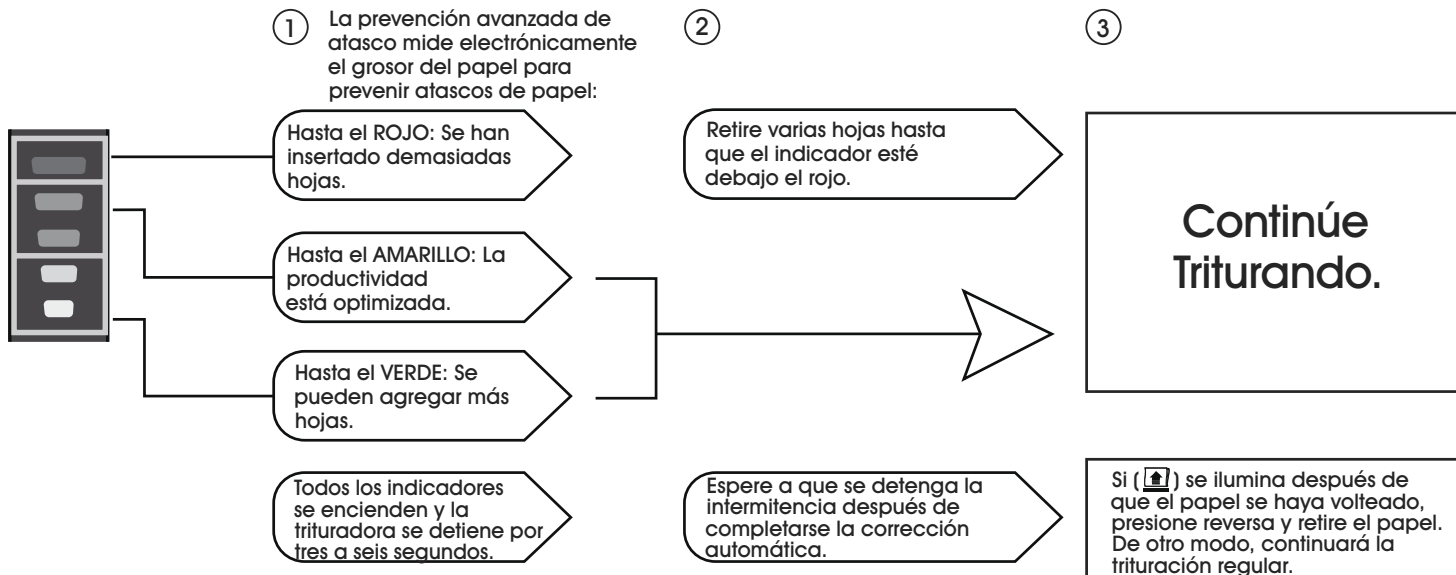 1
La prevención avanzada de
atasco mide electrónicamente
el grosor del papel para
prevenir atascos de papel:
2
3
Hasta el ROJO: Se han
insertado demasiadas
hojas.
Retire varias hojas hasta
que el indicador esté
debajo el rojo.
Hasta el AMARILLO: La
productividad
está optimizada.
Hasta el VERDE: Se
pueden agregar más
hojas.
Continúe
Triturando.
Todos los indicadores
se encienden y la
trituradora se detiene por
tres a seis segundos.
Espere a que se detenga la
intermitencia después de
completarse la corrección
automática.
Si ( ) se ilumina después de
que el papel se haya volteado,
presione reversa y retire el papel.
De otro modo, continuará la
trituración regular.